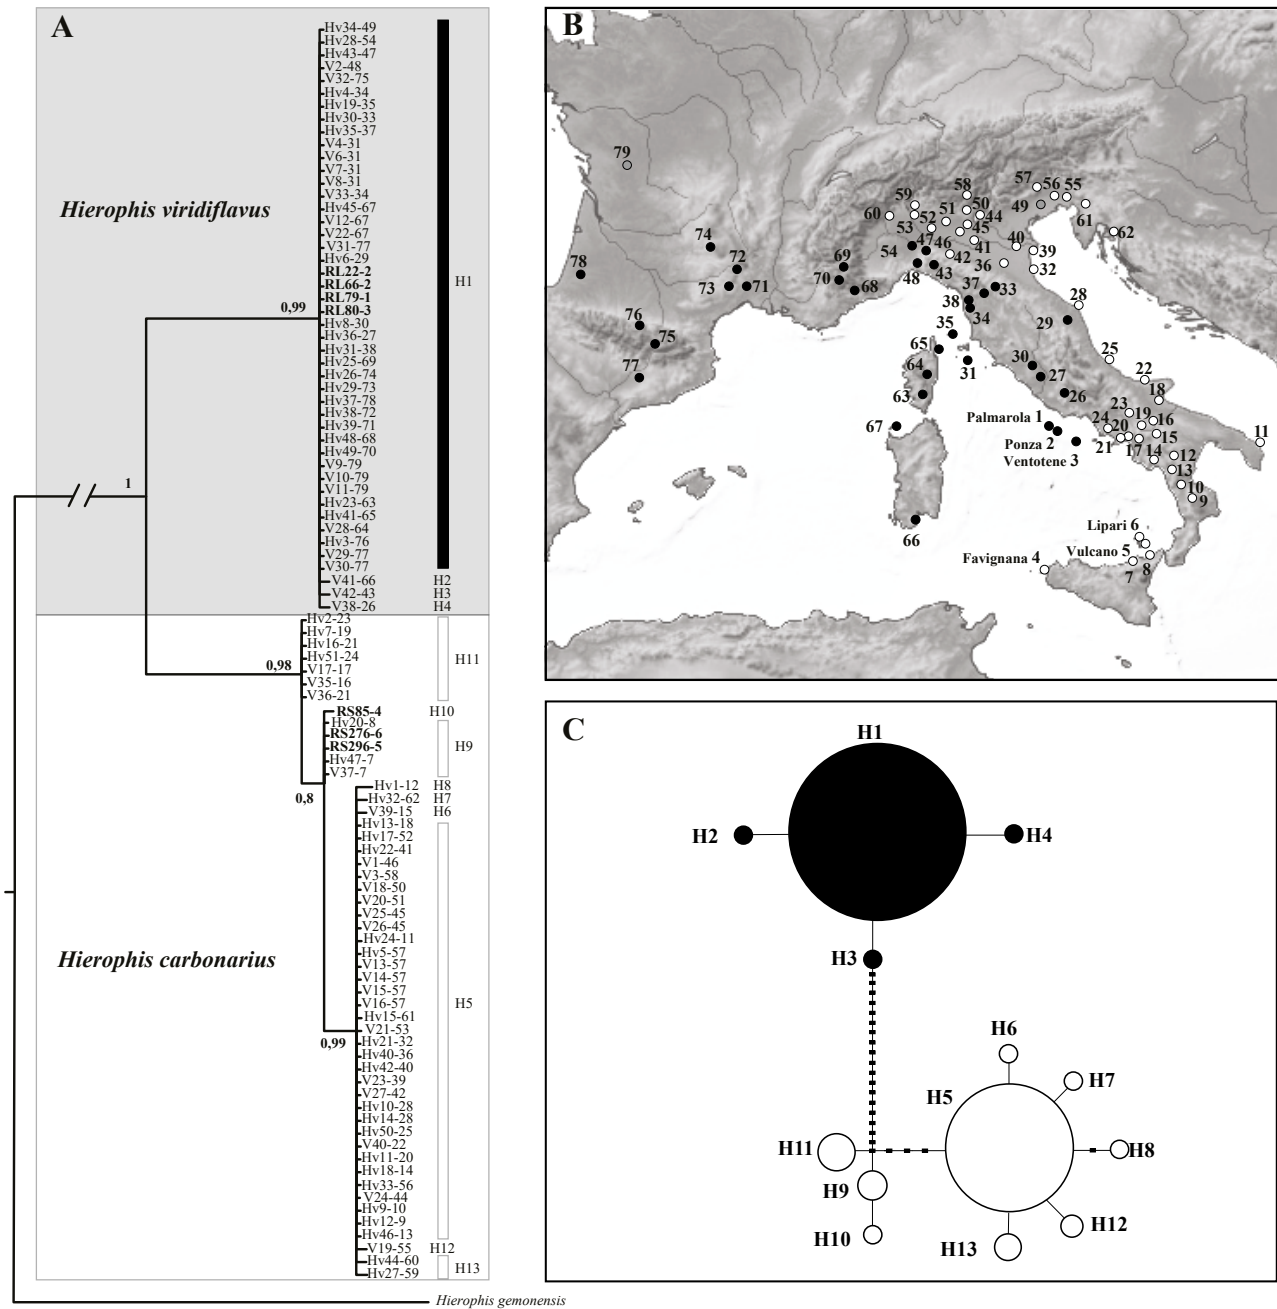 A
Hierophis viridiflavus
Hv34-49
Hv28-54
Hv43-47
V2-48
V32-75
Hv4-34
Hv19-35
Hv30-33
Hv35-37
V4-31
V6-31
V7-31
V8-31
V33-34
Hv45-67
V12-67
V22-67
V31-77
Hv6-29
RL22-2
RL66-2
RL79-1
RL80-3
Hv8-30
Hv36-27
Hv31-38
Hv25-69
Hv26-74
Hv29-73
Hv37-78
Hv38-72
Hv39-71
Hv48-68
Hv49-70
V9-79
V10-79
V11-79
Hv23-63
Hv41-65
V28-64
Hv3-76
V29-77
V30-77
H1
V41-66 H2
V42-43 H3
V38-26 H4
0,99
1
Hv2-23
Hv7-19
Hv16-21
Hv51-24
V17-17
V35-16
V36-21
H11
0,98
RS85-4 H10
Hv20-8
RS276-6
RS296-5
Hv47-7
V37-7
H9
0,8
Hv1-12 H8
Hv32-62 H7
V39-15 H6
Hv13-18
Hv17-52
Hv22-41
V1-46
V3-58
V18-50
V20-51
V25-45
V26-45
Hv24-11
Hv5-57
V13-57
V14-57
V15-57
V16-57
Hv15-61
V21-53
Hv21-32
Hv40-36
Hv42-40
V23-39
V27-42
Hv10-28
Hv14-28
Hv50-25
V40-22
Hv11-20
Hv18-14
Hv33-56
V24-44
Hv9-10
Hv12-9
Hv46-13
H5
0,99
V19-55 H12
Hv44-60
Hv27-59
H13
Hierophis carbonarius
Hierophis gemonensis
B
79
57 56 55
58
59
50
49
60 52 51 44
61
53 45
62
47 46 41 40
39
74
54 42 36
32
72
69
78
70 68
48 43
73 71
37 33
38
28
34
29
76
75
35
65
25
77
64
31
30
27
22
63
26
18
67
Palmarola 1
23 19 16
24 20
11
Ponza 2
21 17 15
Ventotene 3
14 12
13
10
9
66
Lipari 6
Vulcano 5
8
Favignana 4
7
C
H1
H2
H4
H3
H6
H7
H5
H11
H8
H9
H10
H12
H13